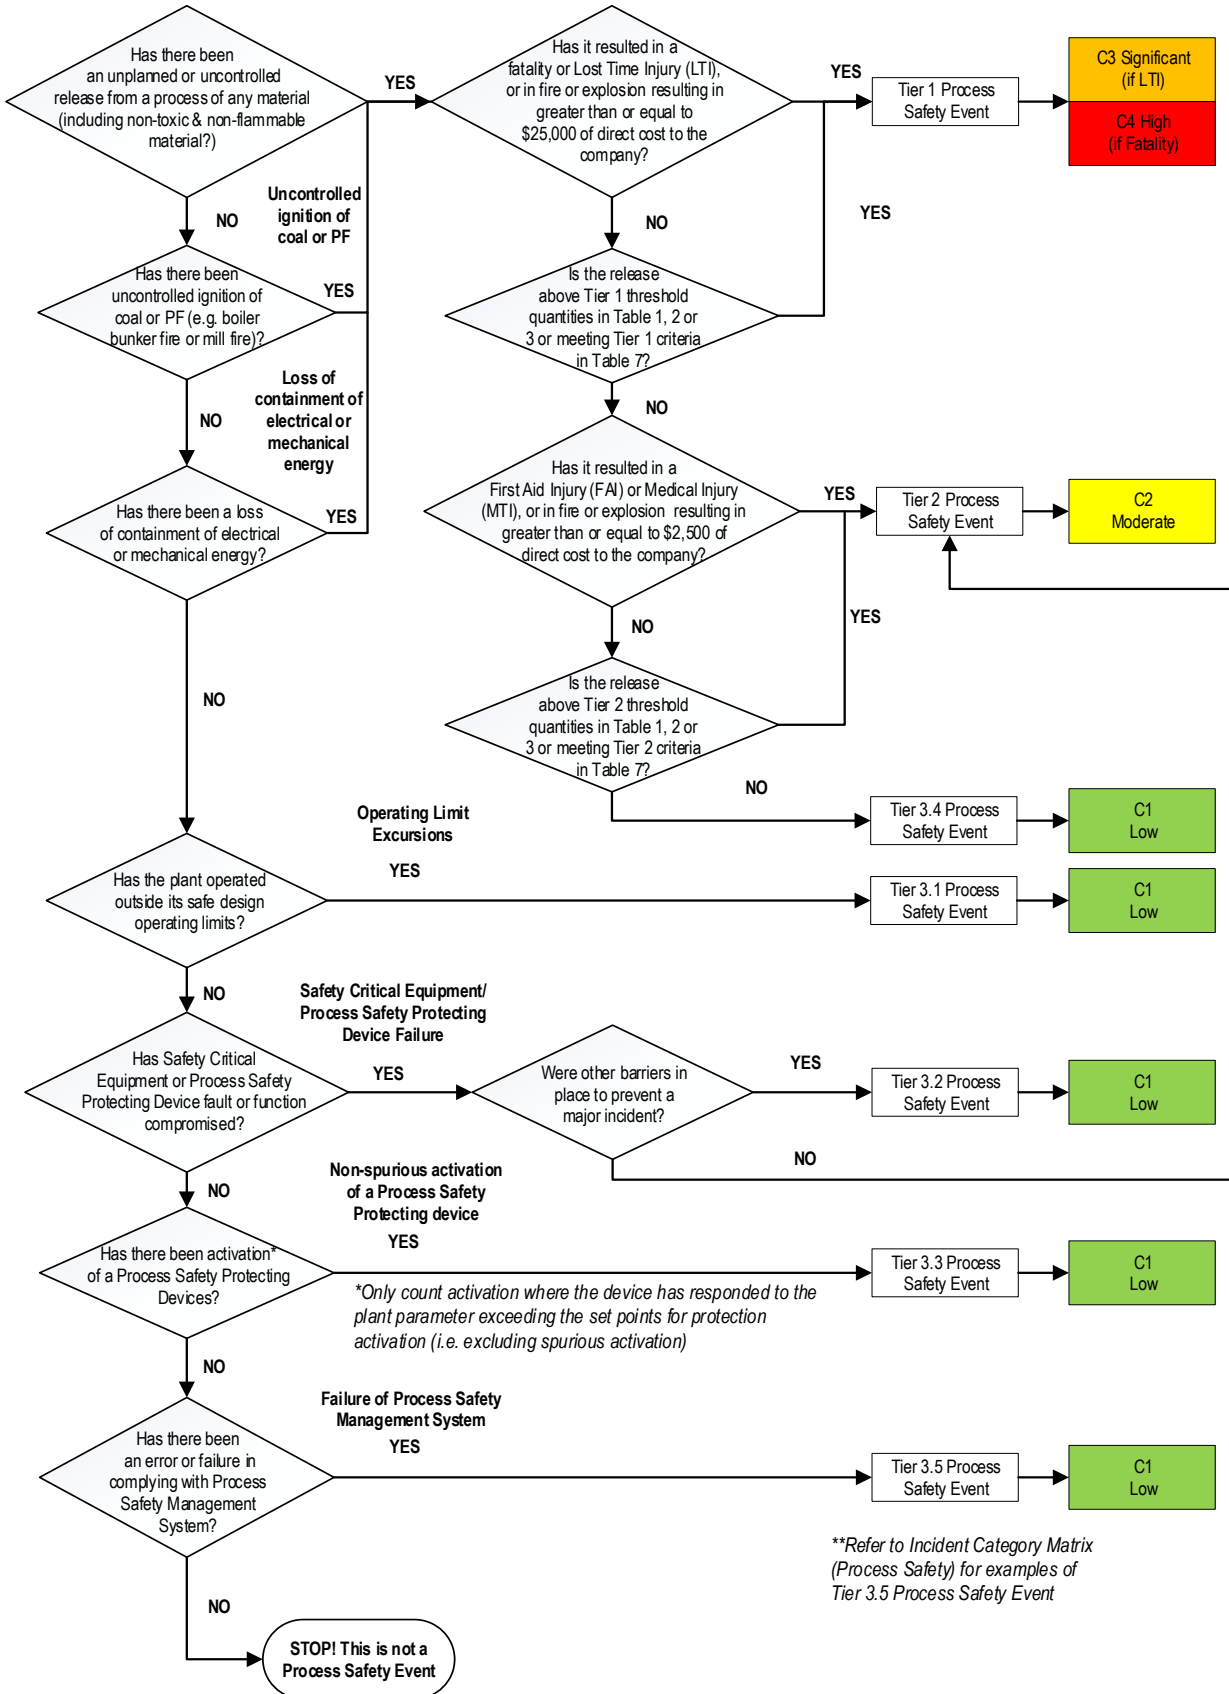 Has there been
an unplanned or uncontrolled
release from a process of any material
(including non-toxic & non-flammable
material?)
YES
Has it resulted in a
fatality or Lost Time Injury (LTI),
or in fire or explosion resulting in
greater than or equal to
$25,000 of direct cost to the
company?
YES
Tier 1 Process
Safety Event
C3 Significant
(if LTI)
C4 High
(if Fatality)
NO
Uncontrolled
ignition of
coal or PF
NO
YES
Has there been
uncontrolled ignition of
coal or PF (e.g. boiler
bunker fire or mill fire)?
YES
Is the release
above Tier 1 threshold
quantities in Table 1, 2 or
3 or meeting Tier 1 criteria
in Table 7?
NO
Loss of
containment of
electrical or
mechanical
energy
NO
Has there been a loss
of containment of electrical
or mechanical energy?
YES
Has it resulted in a
First Aid Injury (FAI) or Medical Injury
(MTI), or in fire or explosion resulting in
greater than or equal to $2,500 of
direct cost to the company?
YES
Tier 2 Process
Safety Event
C2
Moderate
NO
YES
NO
Is the release
above Tier 2 threshold
quantities in Table 1, 2 or
3 or meeting Tier 2 criteria
in Table 7?
NO
Tier 3.4 Process
Safety Event
C1
Low
Operating Limit
Excursions
YES
Has the plant operated
outside its safe design
operating limits?
Tier 3.1 Process
Safety Event
C1
Low
NO
Safety Critical Equipment/
Process Safety Protecting
Device Failure
Has Safety Critical
Equipment or Process Safety
Protecting Device fault or function
compromised?
YES
Were other barriers in
place to prevent a
major incident?
YES
Tier 3.2 Process
Safety Event
C1
Low
NO
NO
Non-spurious activation
of a Process Safety
Protecting device
YES
Has there been activation*
of a Process Safety Protecting
Devices?
Tier 3.3 Process
Safety Event
C1
Low
*Only count activation where the device has responded to the
plant parameter exceeding the set points for protection
activation (i.e. excluding spurious activation)
NO
Failure of Process Safety
Management System
YES
Has there been
an error or failure in
complying with Process
Safety Management
System?
Tier 3.5 Process
Safety Event
C1
Low
**Refer to Incident Category Matrix
(Process Safety) for examples of
Tier 3.5 Process Safety Event
NO
STOP! This is not a
Process Safety Event